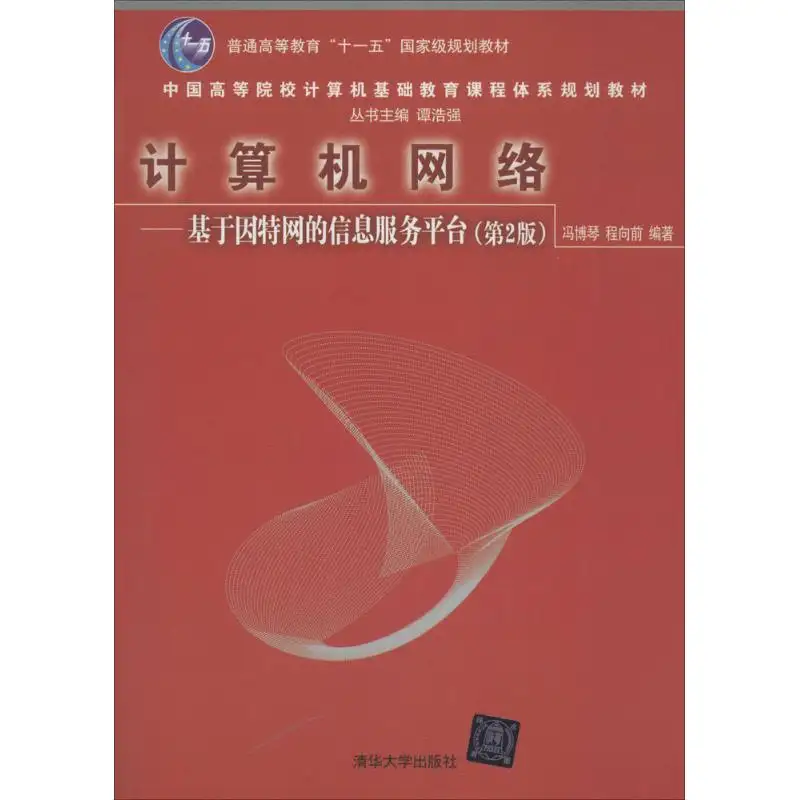 十一五
普通高等教育“十一五”国家级规划教材
中国高等院校计算机基础教育课程体系规划教材
丛书主编 谭浩强
计算机网络
——基于因特网的信息服务平台(第2版)
冯博琴 程向前 编著
清华大学出版社